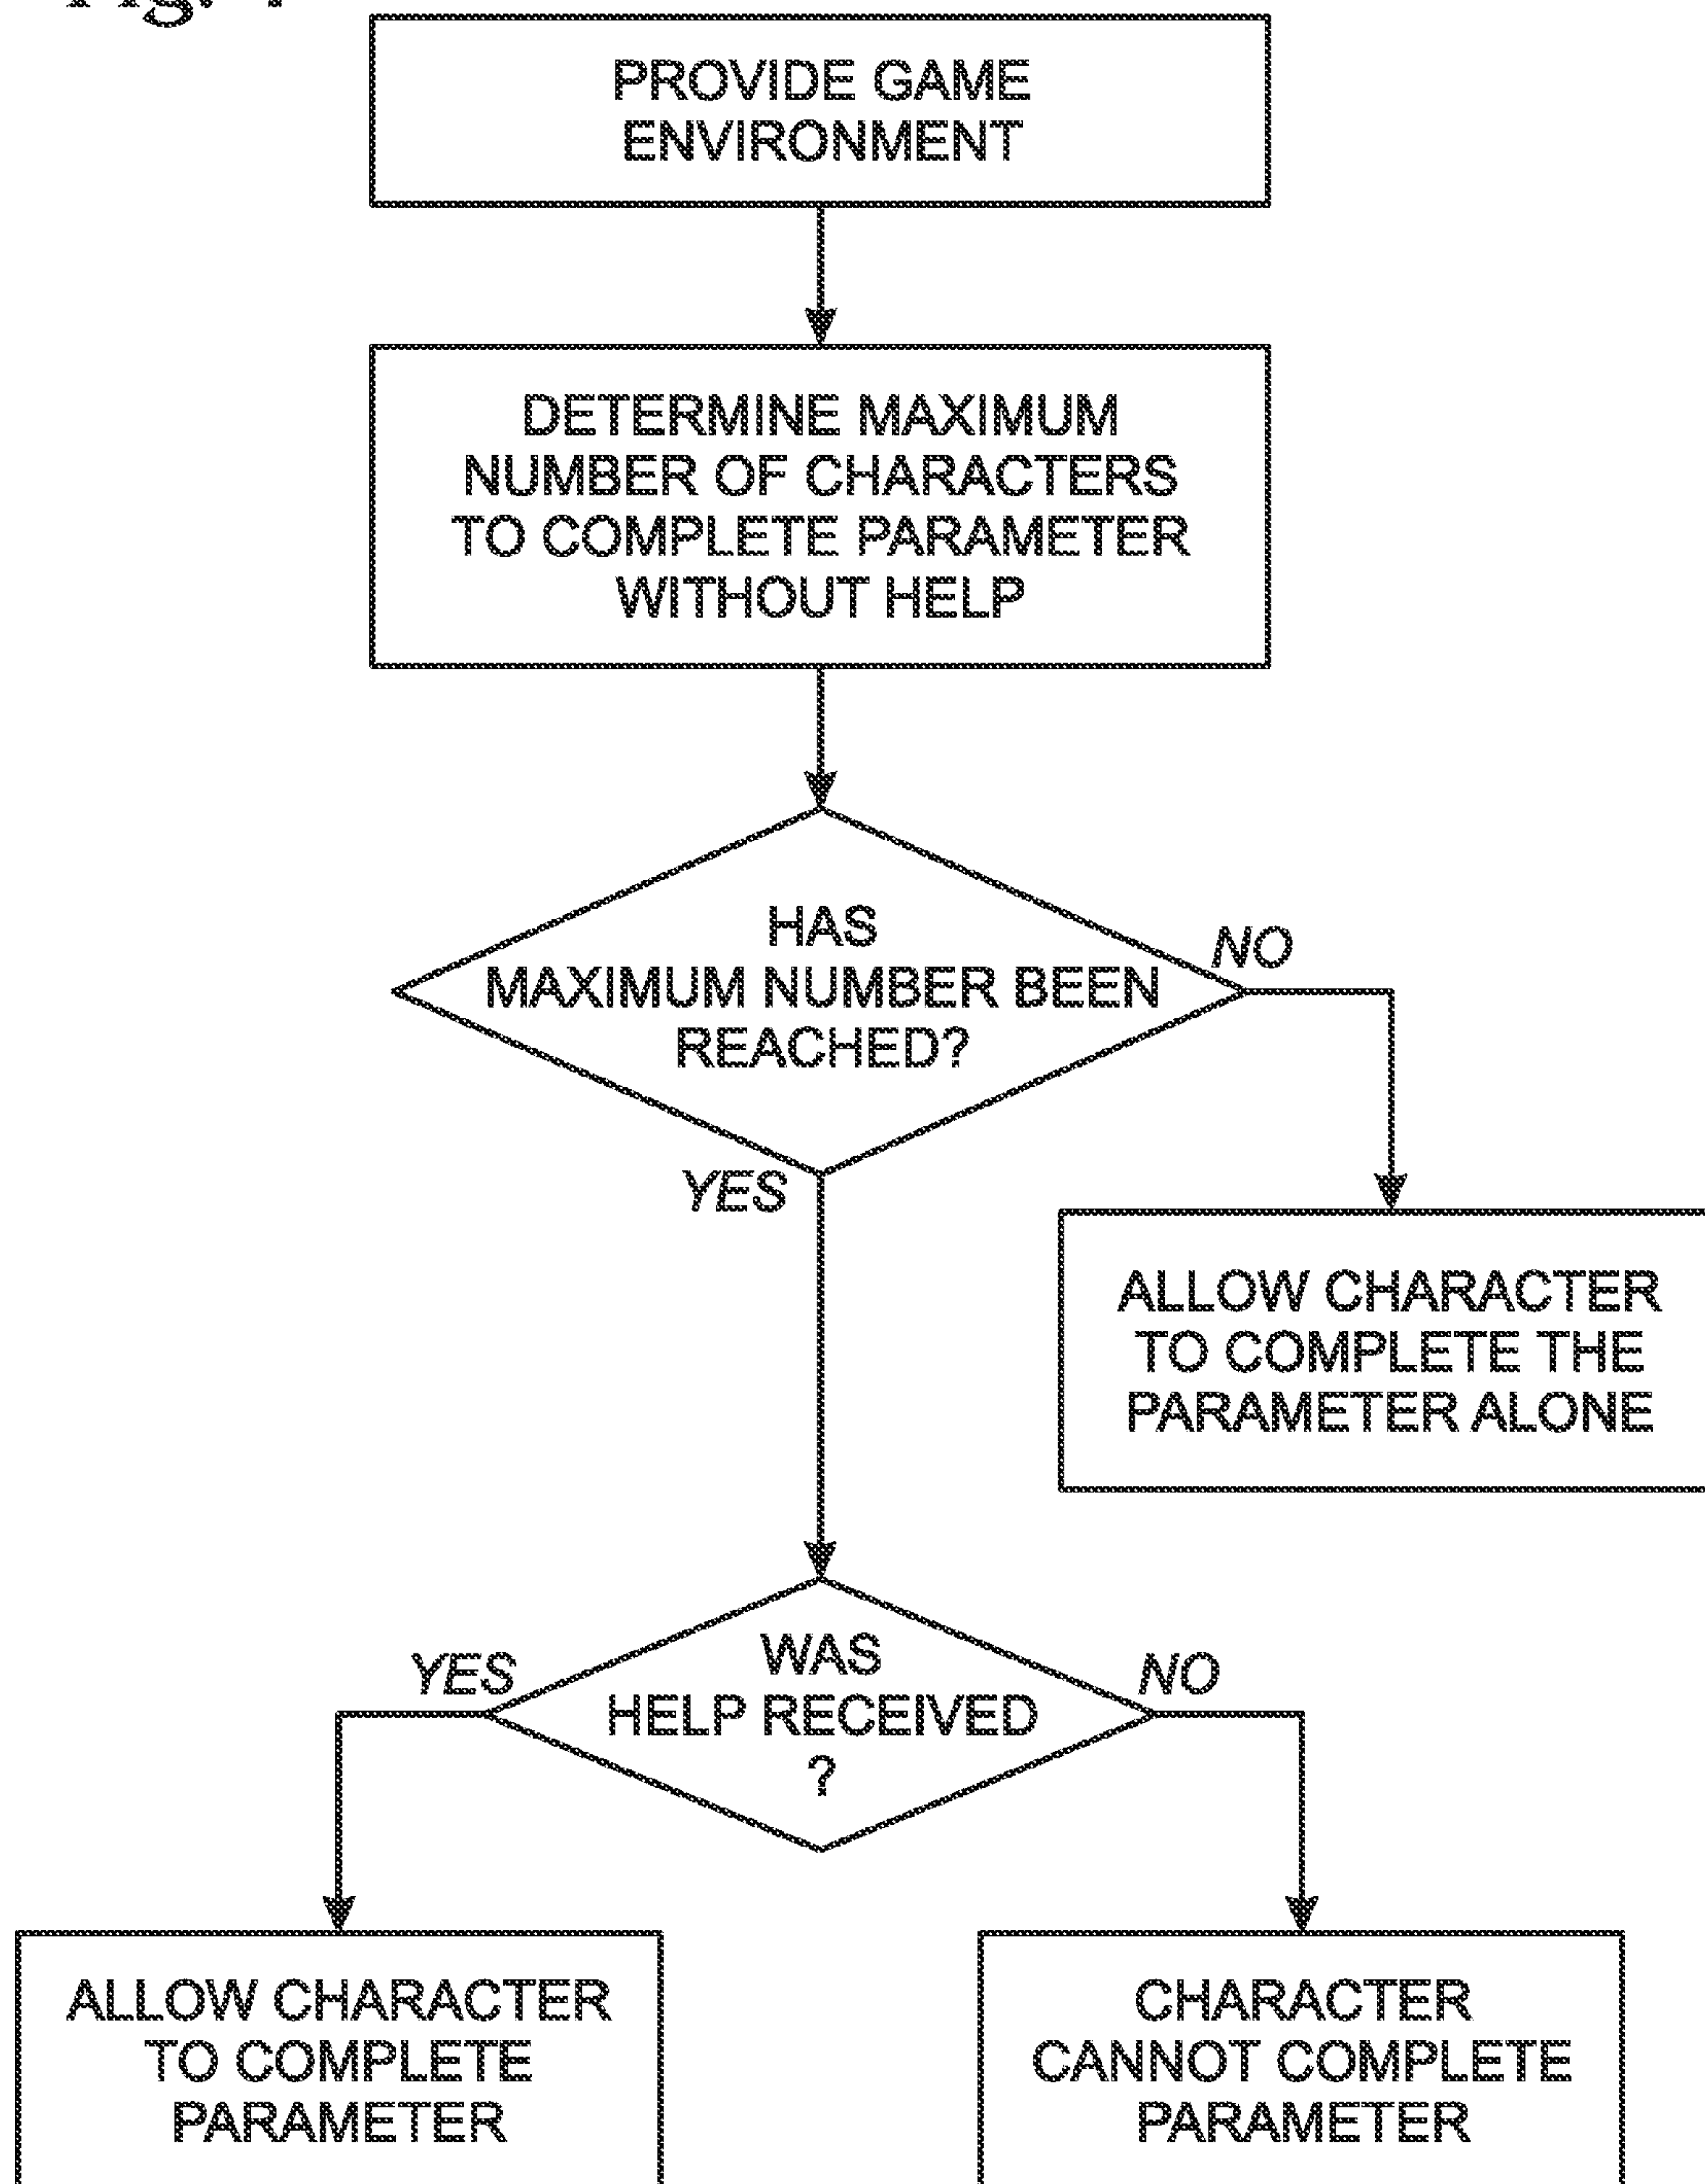 PROVIDE GAME
ENVIRONMENT
DETERMINE MAXIMUM
NUMBER OF CHARACTERS
TO COMPLETE PARAMETER
WITHOUT HELP
HAS
MAXIMUM NUMBER BEEN
REACHED?
NO
YES
ALLOW CHARACTER
TO COMPLETE THE
PARAMETER ALONE
WAS
HELP RECEIVED
?
YES
NO
ALLOW CHARACTER
TO COMPLETE
PARAMETER
CHARACTER
CANNOT COMPLETE
PARAMETER